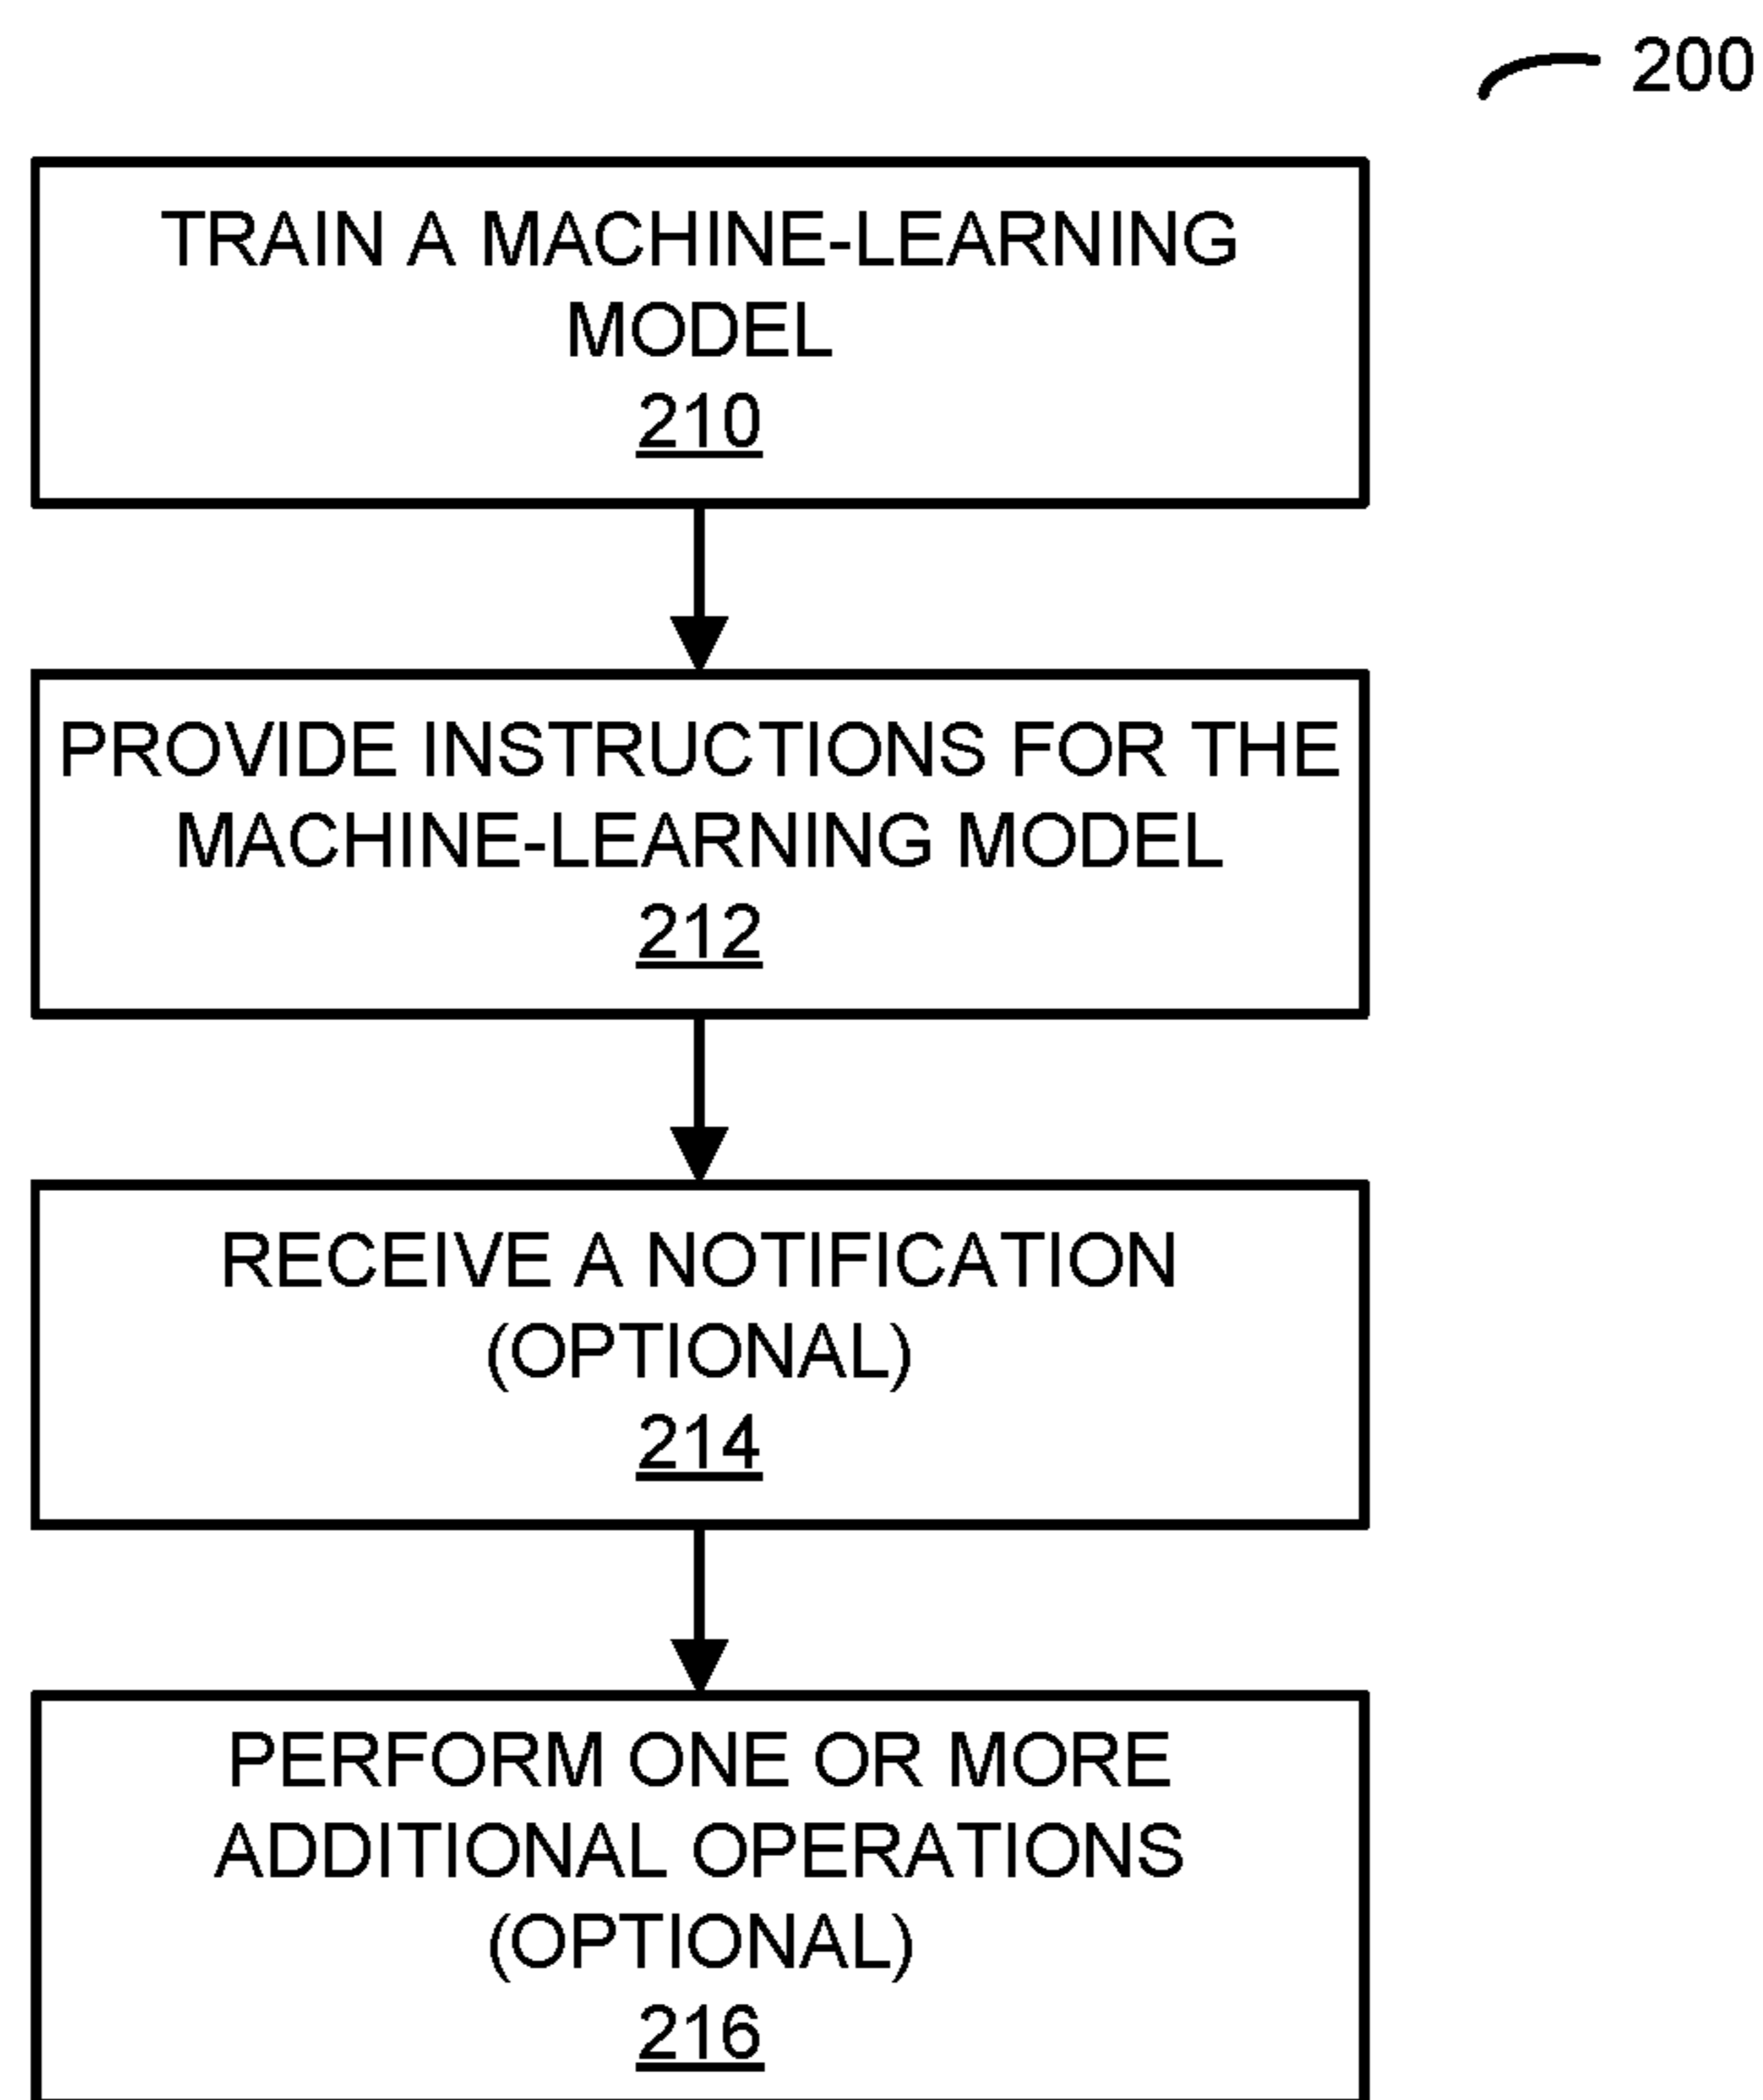 200
TRAIN A MACHINE-LEARNING
MODEL
210
PROVIDE INSTRUCTIONS FOR THE
MACHINE-LEARNING MODEL
212
RECEIVE A NOTIFICATION
(OPTIONAL)
214
PERFORM ONE OR MORE
ADDITIONAL OPERATIONS
(OPTIONAL)
216